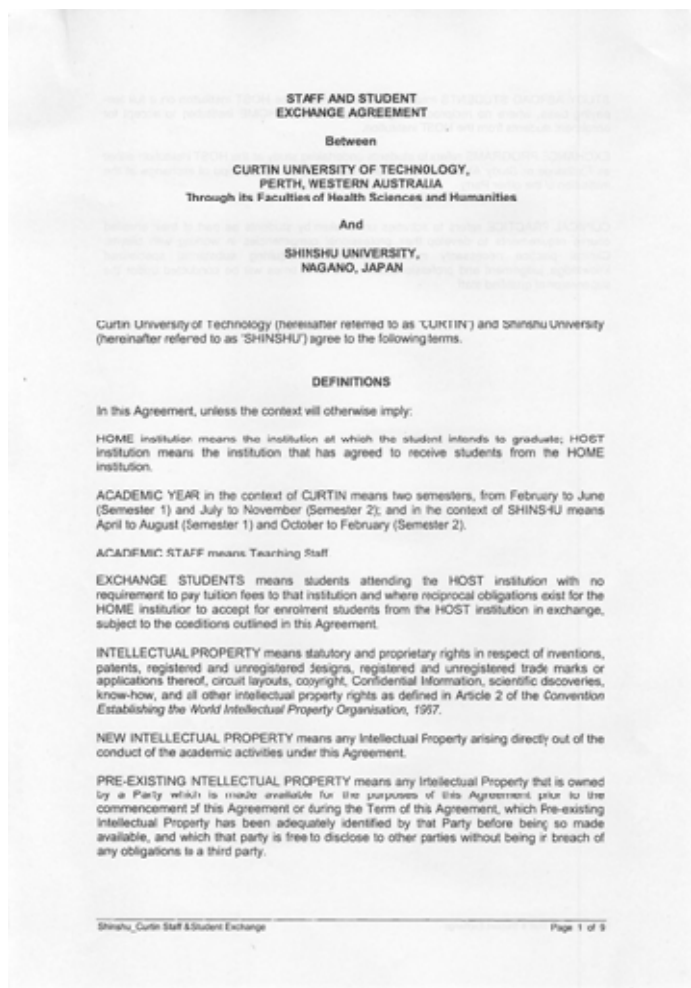 STAFF AND STUDENT
EXCHANGE AGREEMENT
Between
CURTIN UNIVERSITY OF TECHNOLOGY,
PERTH, WESTERN AUSTRALIA
Through its Faculties of Health Sciences and Humanities
And
SHINSHU UNIVERSITY,
NAGANO, JAPAN
Curtin University of Technology (hereinafter referred to as 'CURTIN') and Shinshu University
(hereinafter referred to as 'SHINSHU') agree to the following terms.
DEFINITIONS
In this Agreement, unless the context will otherwise imply:
HOME institution means the institution at which the student intends to graduate; HOST
institution means the institution that has agreed to receive students from the HOME
institution.
ACADEMIC YEAR in the context of CURTIN means two semesters, from February to June
(Semester 1) and July to November (Semester 2); and in the context of SHINSHU means
April to August (Semester 1) and October to February (Semester 2).
ACADEMIC STAFF means Teaching Staff
EXCHANGE STUDENTS means students attending the HOST institution with no
requirement to pay tuition fees to that institution and where reciprocal obligations exist for the
HOME institution to accept for enrolment students from the HOST institution in exchange,
subject to the conditions outlined in this Agreement.
INTELLECTUAL PROPERTY means statutory and proprietary rights in respect of inventions,
patents, registered and unregistered designs, registered and unregistered trade marks or
applications thereof, circuit layouts, copyright, Confidential Information, scientific discoveries,
know-how, and all other intellectual property rights as defined in Article 2 of the Convention
Establishing the World Intellectual Property Organisation, 1967.
NEW INTELLECTUAL PROPERTY means any Intellectual Property arising directly out of the
conduct of the academic activities under this Agreement.
PRE-EXISTING INTELLECTUAL PROPERTY means any Intellectual Property that is owned
by a Party which is made available for the purposes of this Agreement prior to the
commencement of this Agreement or during the Term of this Agreement, which Pre-existing
Intellectual Property has been adequately identified by that Party before being so made
available, and which that party is free to disclose to other parties without being in breach of
any obligations to a third party.
Shinshu_Curtin Staff &Student Exchange Page 1 of 9